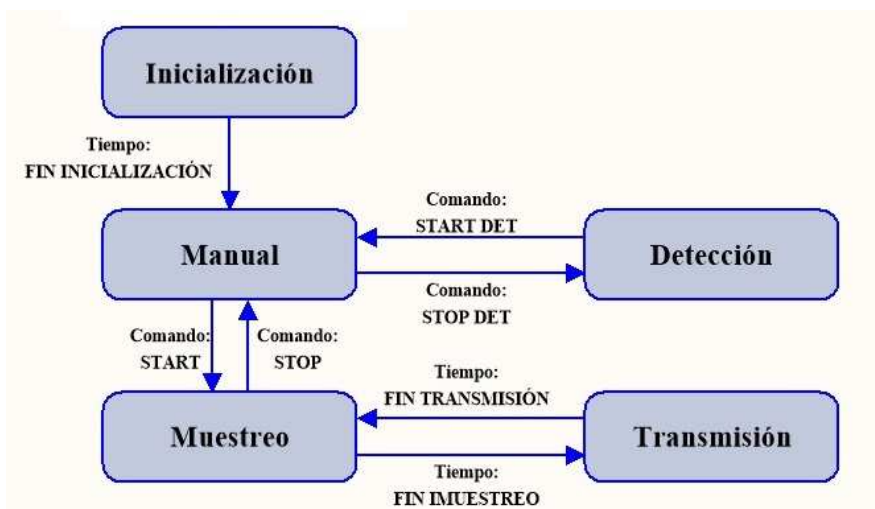 Inicialización
Tiempo:
FIN INICIALIZACIÓN
Comando:
START DET
Manual
Detección
Comando:
STOP DET
Comando:
START
Comando:
STOP
Tiempo:
FIN TRANSMISIÓN
Muestreo
Transmisión
Tiempo:
FIN IMUESTREO